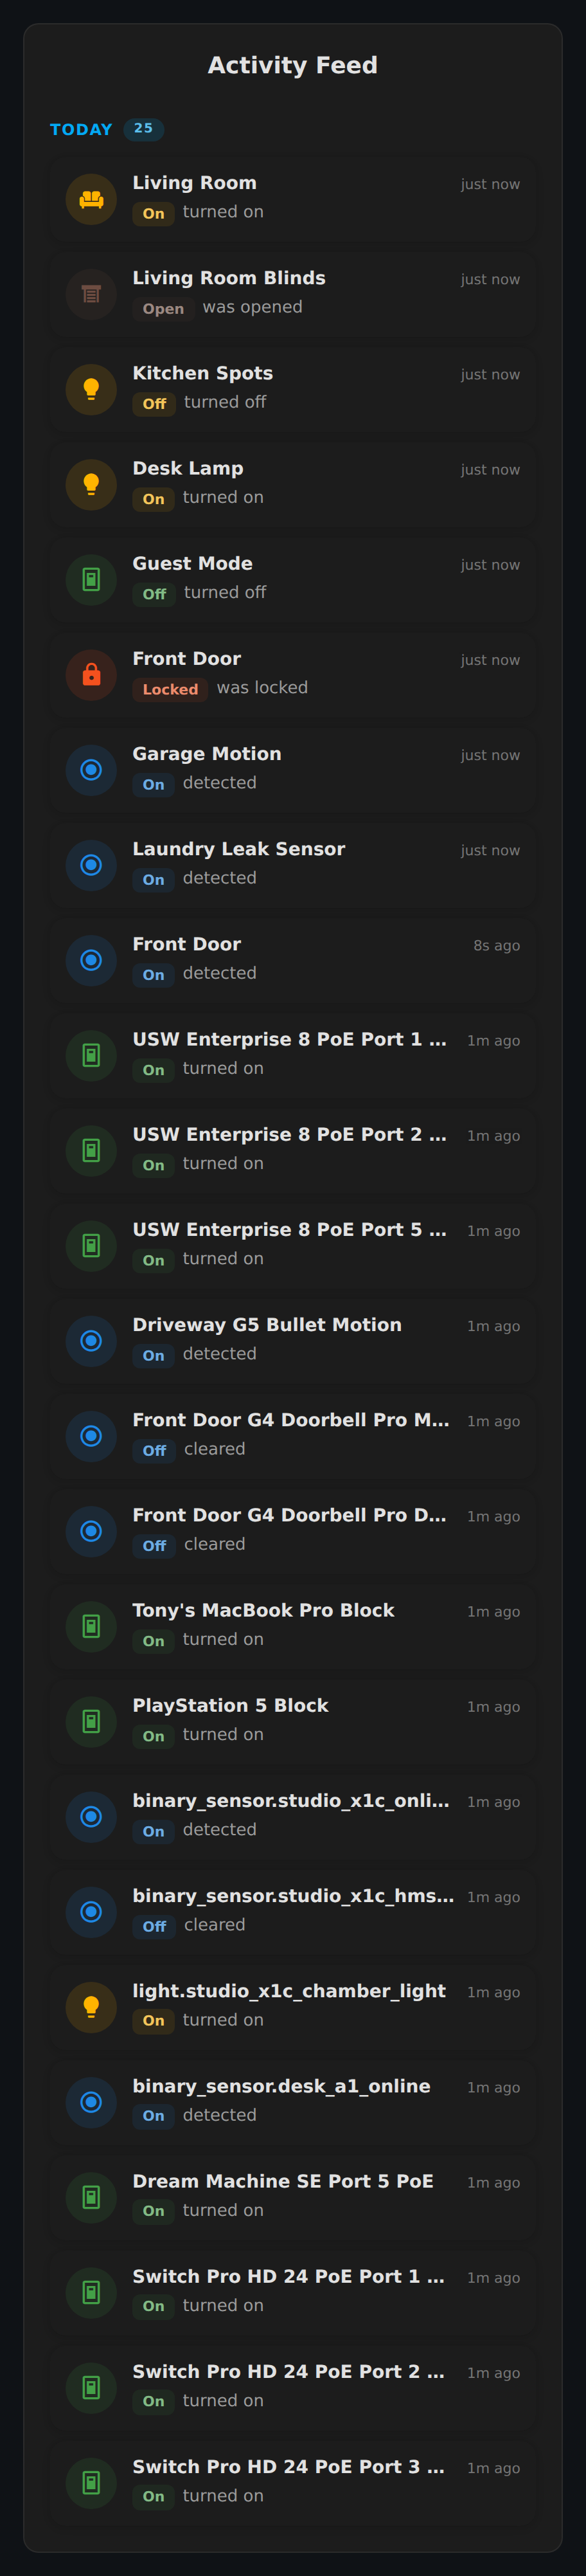 Activity Feed
TODAY 25
Living Room just now
On turned on
Living Room Blinds just now
Open was opened
Kitchen Spots just now
Off turned off
Desk Lamp just now
On turned on
Guest Mode just now
Off turned off
Front Door just now
Locked was locked
Garage Motion just now
On detected
Laundry Leak Sensor just now
On detected
Front Door 8s ago
On detected
USW Enterprise 8 PoE Port 1 ... 1m ago
On turned on
USW Enterprise 8 PoE Port 2 ... 1m ago
On turned on
USW Enterprise 8 PoE Port 5 ... 1m ago
On turned on
Driveway G5 Bullet Motion 1m ago
On detected
Front Door G4 Doorbell Pro M... 1m ago
Off cleared
Front Door G4 Doorbell Pro D... 1m ago
Off cleared
Tony's MacBook Pro Block 1m ago
On turned on
PlayStation 5 Block 1m ago
On turned on
binary_sensor.studio_x1c_onli... 1m ago
On detected
binary_sensor.studio_x1c_hms... 1m ago
Off cleared
light.studio_x1c_chamber_light 1m ago
On turned on
binary_sensor.desk_a1_online 1m ago
On detected
Dream Machine SE Port 5 PoE 1m ago
On turned on
Switch Pro HD 24 PoE Port 1 ... 1m ago
On turned on
Switch Pro HD 24 PoE Port 2 ... 1m ago
On turned on
Switch Pro HD 24 PoE Port 3 ... 1m ago
On turned on